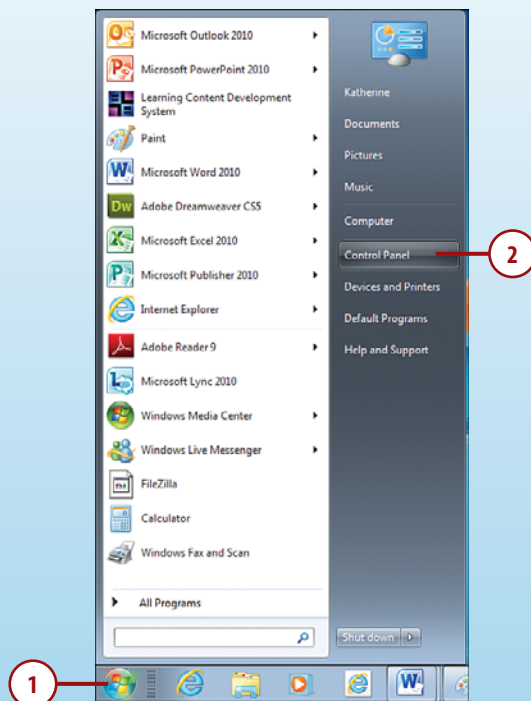 Microsoft Outlook 2010
Microsoft PowerPoint 2010
Learning Content Development
System
Paint
Microsoft Word 2010
Adobe Dreamweaver CS5
Microsoft Excel 2010
Microsoft Publisher 2010
Internet Explorer
Adobe Reader 9
Microsoft Lync 2010
Windows Media Center
Windows Live Messenger
FileZilla
Calculator
Windows Fax and Scan
All Programs
Katherine
Documents
Pictures
Music
Computer
Control Panel
2
Devices and Printers
Default Programs
Help and Support
Shut down
1